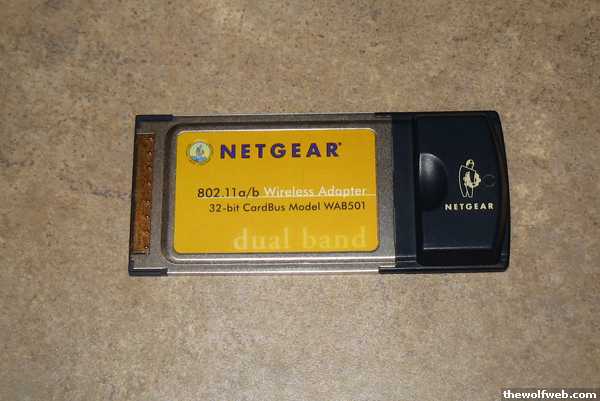 NETGEAR®
802.11a/b Wireless Adapter
32-bit CardBus Model WAB501
dual band
NETGEAR
thewolfweb.com